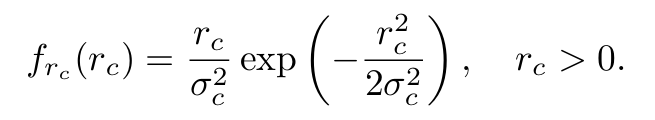 f_{r_c}(r_c) = \frac{r_c}{\sigma_c^2} \exp\left(-\frac{r_c^2}{2\sigma_c^2}\right), \quad r_c > 0.